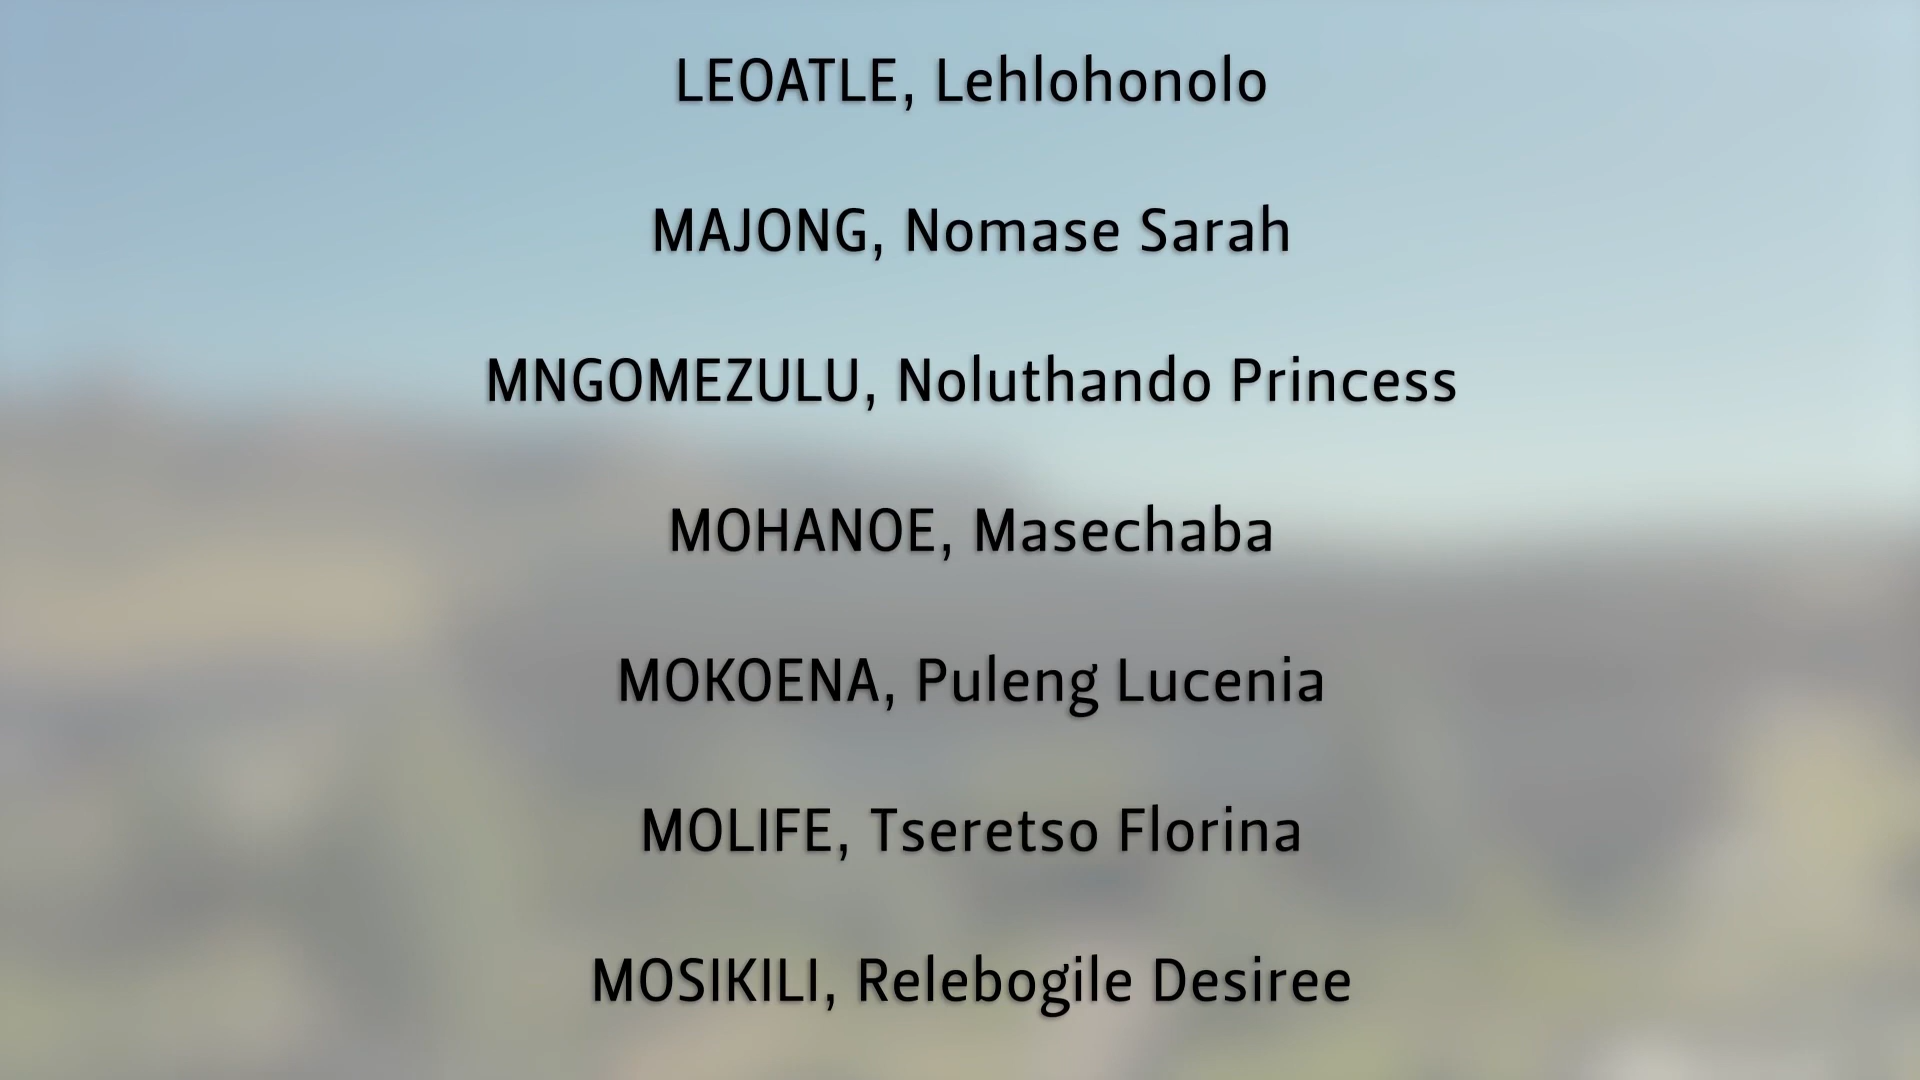 LEOATLE, Lehlohonolo
MAJONG, Nomase Sarah
MNGOMEZULU, Noluthando Princess
MOHANOE, Masechaba
MOKOENA, Puleng Lucenia
MOLIFE, Tseretso Florina
MOSIKILI, Relebogile Desiree